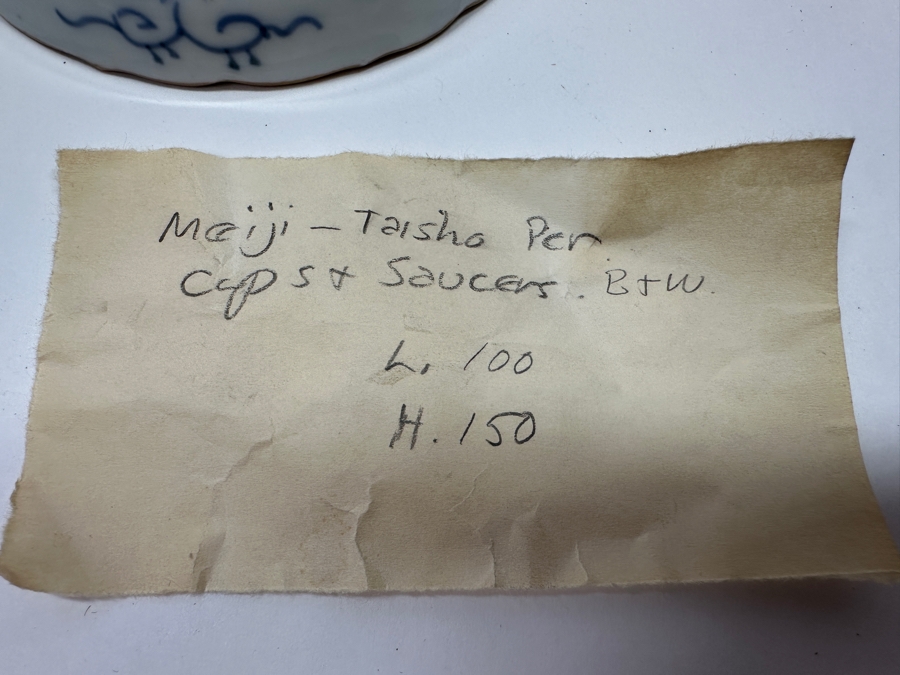 Meiji - Taisho Per
Cups + Saucers. B+W.
L. 100
H. 150